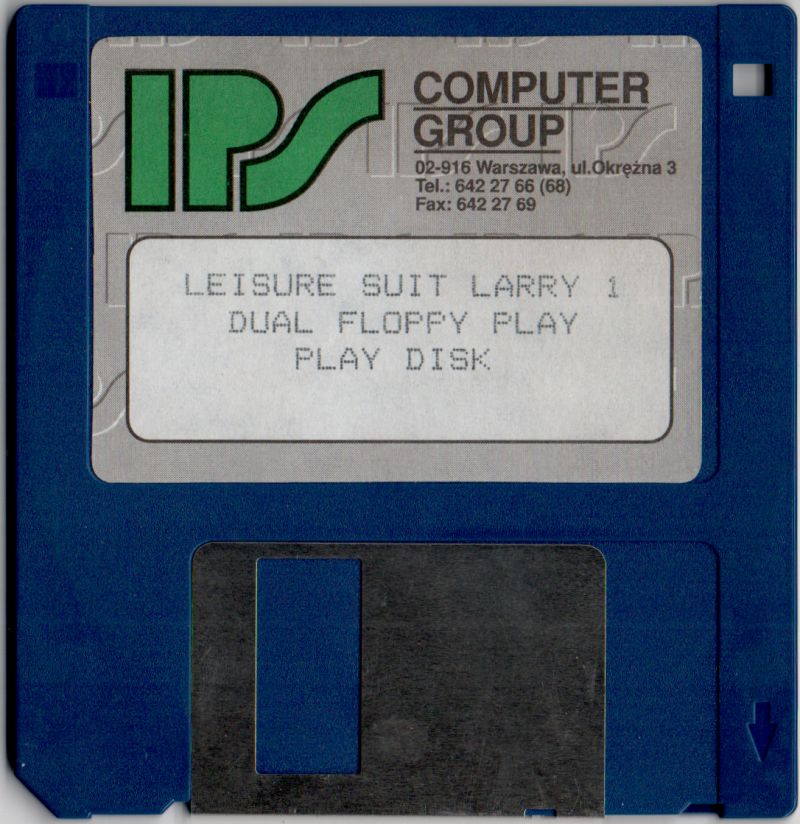 IPS
COMPUTER
GROUP
02-916 Warszawa, ul.Okrężna 3
Tel.: 642 27 66 (68)
Fax: 642 27 69
LEISURE SUIT LARRY 1
DUAL FLOPPY PLAY
PLAY DISK